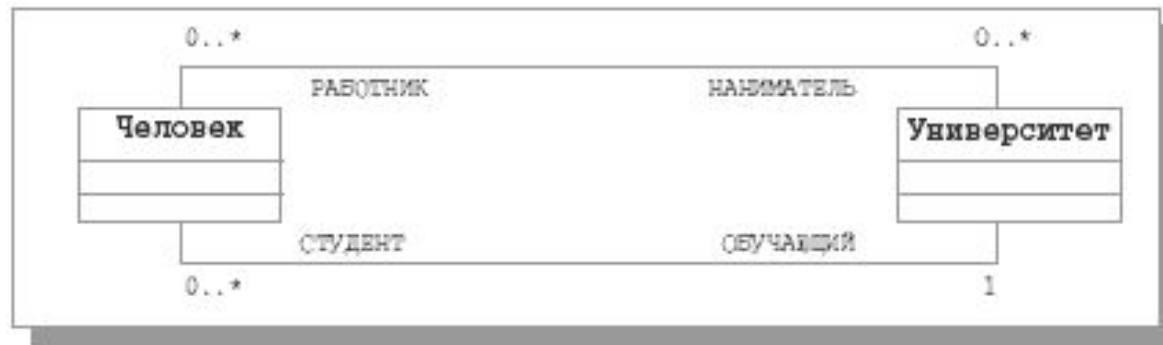 0..* 0..*
РАБОТНИК НАНИМАТЕЛЬ
Человек Университет
СТУДЕНТ ОБУЧАЮЩИЙ
0..* 1